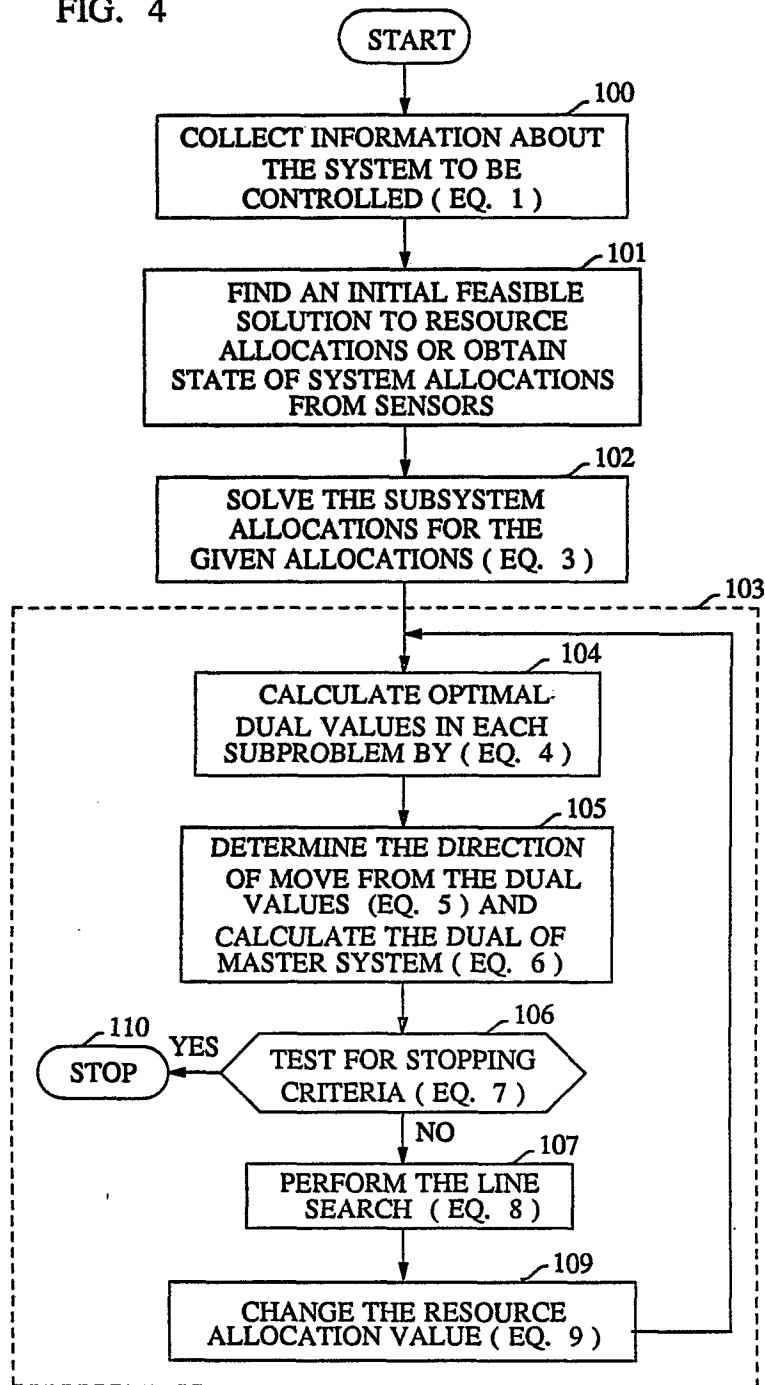 FIG. 4
START
100
COLLECT INFORMATION ABOUT
THE SYSTEM TO BE
CONTROLLED ( EQ. 1 )
101
FIND AN INITIAL FEASIBLE
SOLUTION TO RESOURCE
ALLOCATIONS OR OBTAIN
STATE OF SYSTEM ALLOCATIONS
FROM SENSORS
102
SOLVE THE SUBSYSTEM
ALLOCATIONS FOR THE
GIVEN ALLOCATIONS ( EQ. 3 )
103
104
CALCULATE OPTIMAL
DUAL VALUES IN EACH
SUBPROBLEM BY ( EQ. 4 )
105
DETERMINE THE DIRECTION
OF MOVE FROM THE DUAL
VALUES (EQ. 5 ) AND
CALCULATE THE DUAL OF
MASTER SYSTEM ( EQ. 6 )
106
TEST FOR STOPPING
CRITERIA ( EQ. 7 )
110
YES
STOP
NO
107
PERFORM THE LINE
SEARCH ( EQ. 8 )
109
CHANGE THE RESOURCE
ALLOCATION VALUE ( EQ. 9 )